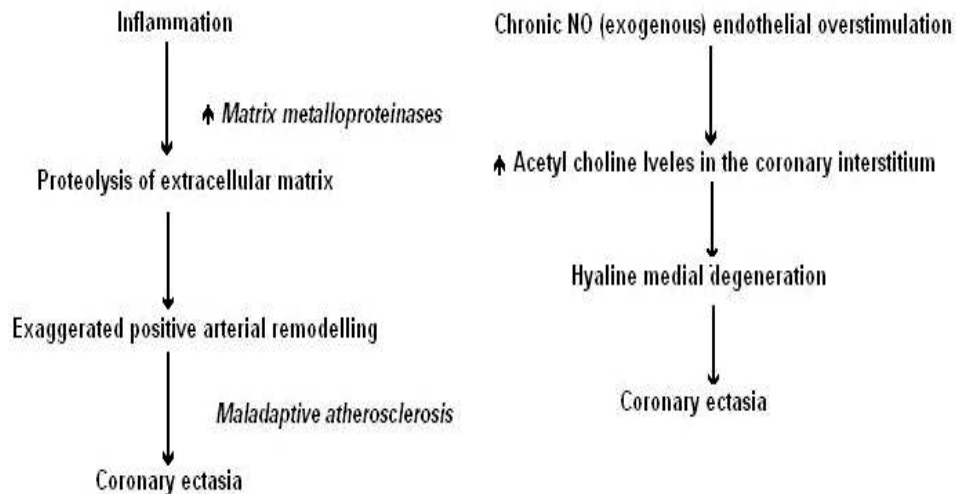 Inflammation
Matrix metalloproteinases
Proteolysis of extracellular matrix
Exaggerated positive arterial remodelling
Maladaptive atherosclerosis
Coronary ectasia
Chronic NO (exogenous) endothelial overstimulation
Acetyl choline lveles in the coronary interstitium
Hyaline medial degeneration
Coronary ectasia